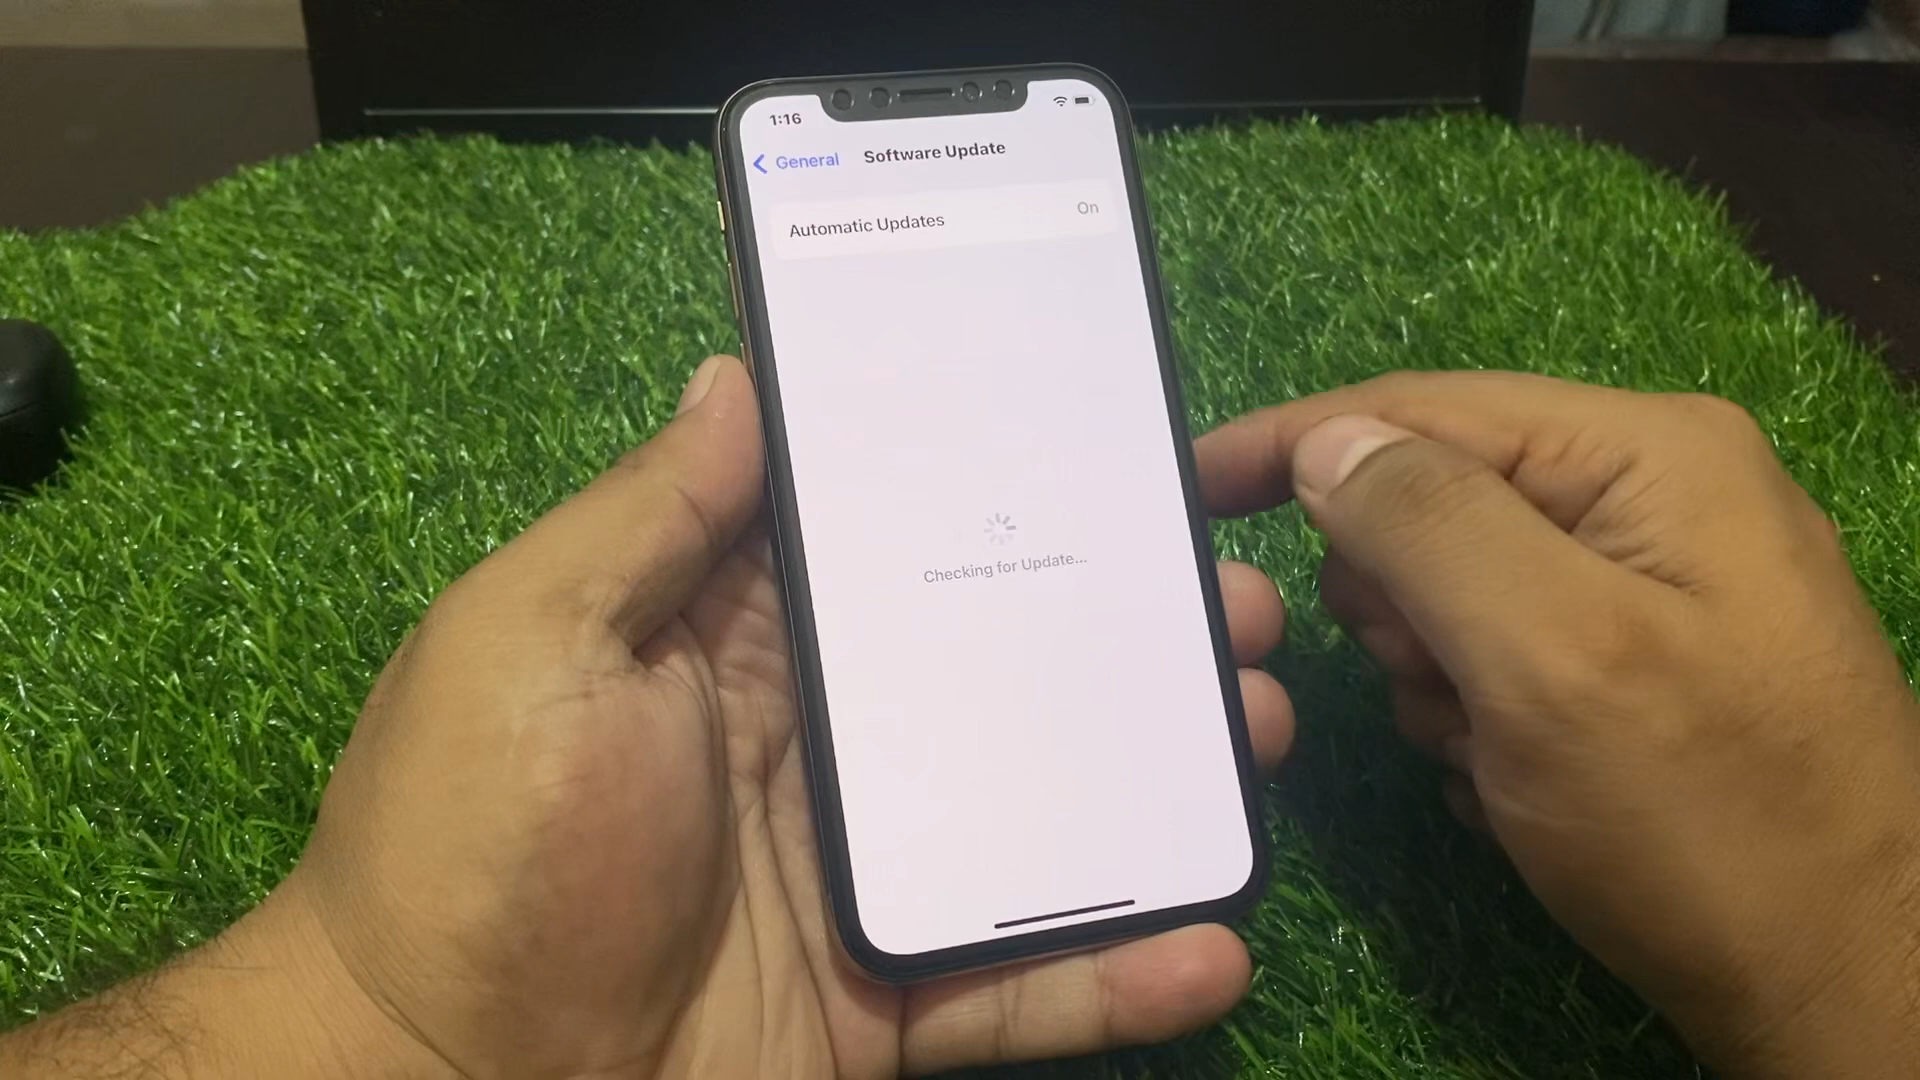 1:16
General
Software Update
Automatic Updates On
Checking for Update...